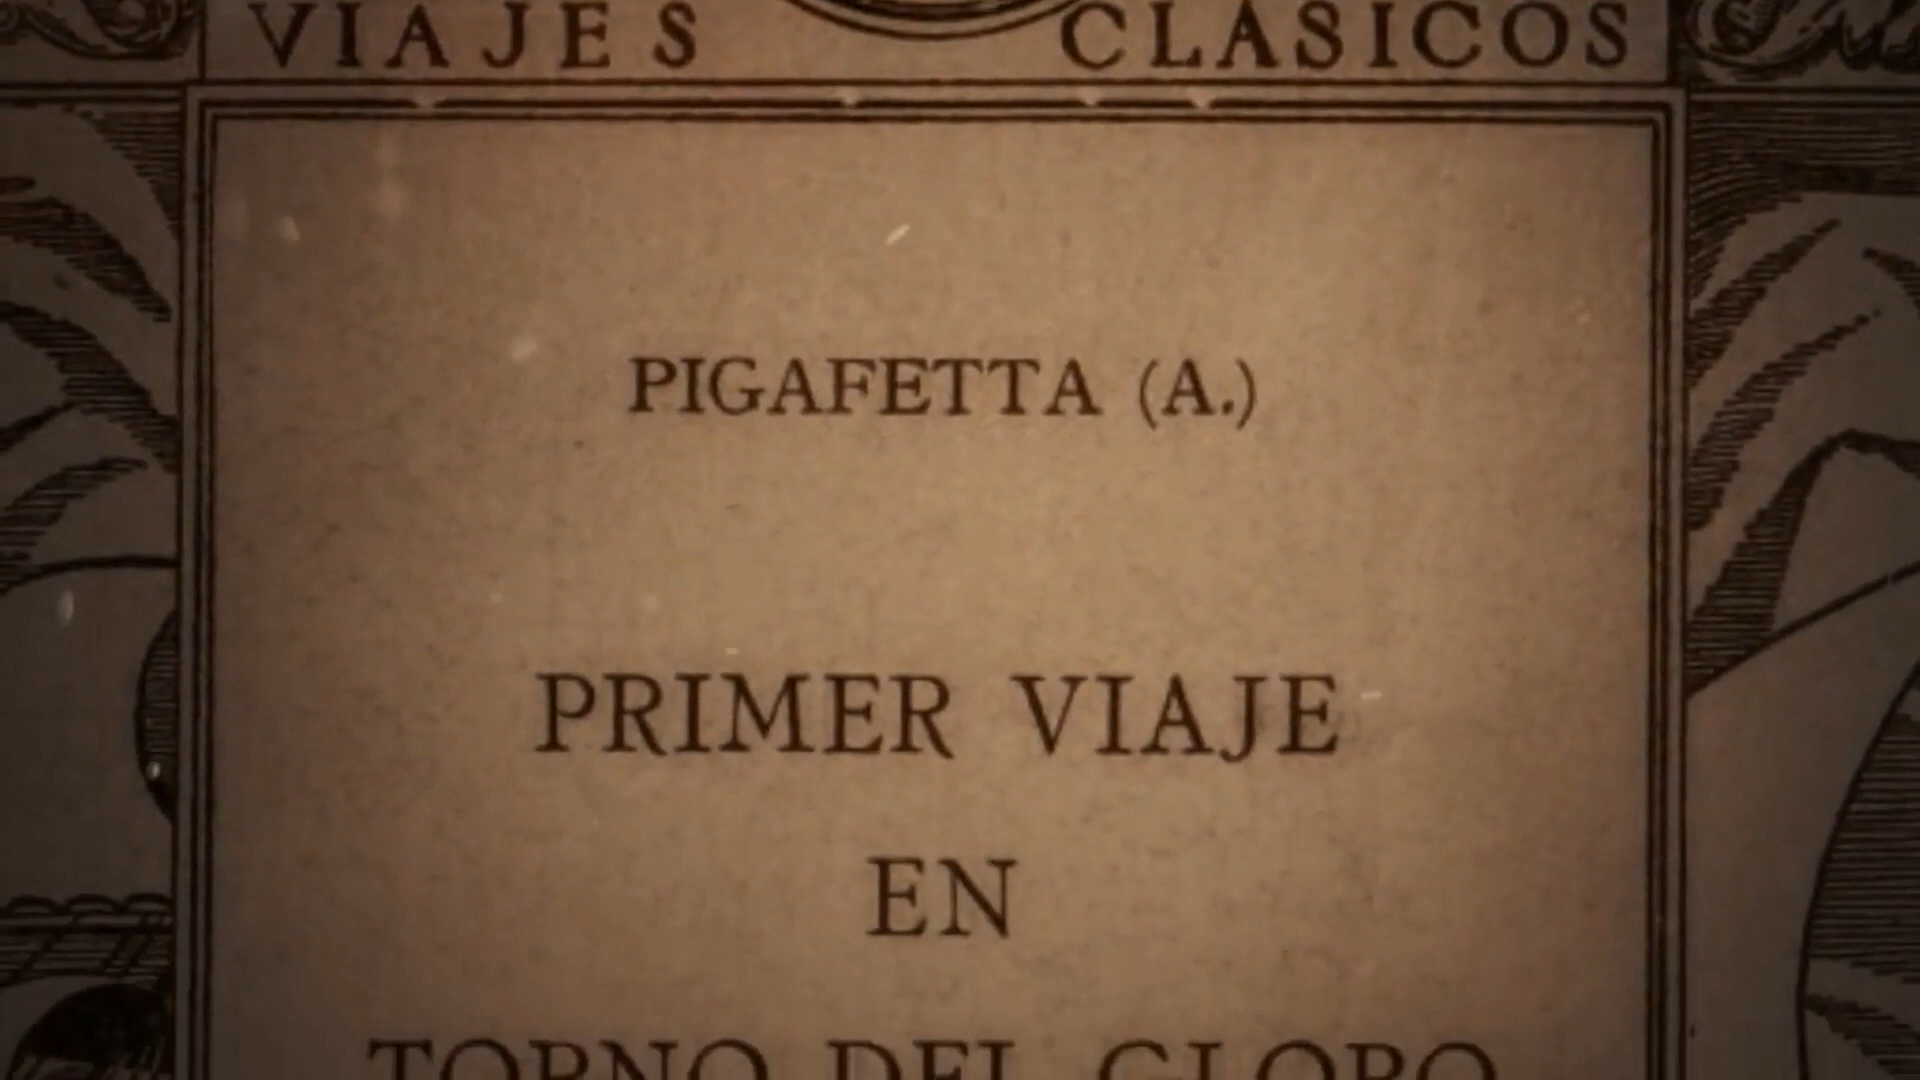 VIAJES CLASICOS
PIGAFETTA (A.)
PRIMER VIAJE
EN
TORNO DEL GLOBO